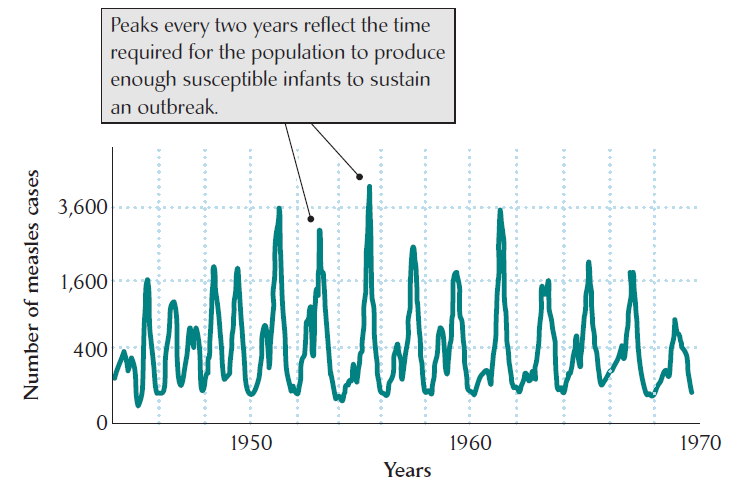 Peaks every two years reflect the time
required for the population to produce
enough susceptible infants to sustain
an outbreak.
Number of measles cases
3,600
1,600
400
0
1950
1960
1970
Years